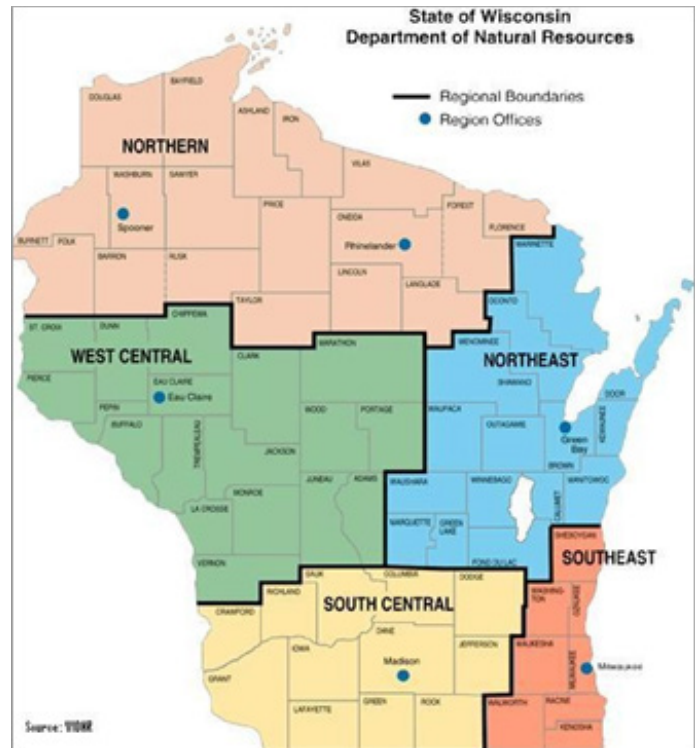 State of Wisconsin
Department of Natural Resources
Regional Boundaries
Region Offices
BAYFIELD
DOUGLAS
ASHLAND
IRON
NORTHERN
VILAS
WASHBURN
SAWYER
PRICE
ONEIDA
FOREST
FLORENCE
Spooner
Rhinelander
BURNETT
POLK
MARINETTE
BARRON
RUSK
LINCOLN
LANGLADE
TAYLOR
OCONTO
CHIPPEWA
ST. CROIX
DUNN
MARATHON
MENOMINEE
WEST CENTRAL
CLARK
NORTHEAST
PIERCE
EAU CLAIRE
Eau Claire
SHAWANO
DOOR
PEPIN
BUFFALO
TREMPEALEAU
WOOD
PORTAGE
WAUPACA
OUTAGAMIE
Green
Bay
KEWAUNEE
JACKSON
BROWN
JUNEAU
ADAMS
WAUSHARA
WINNEBAGO
CALUMET
MANITOWOC
MONROE
LA CROSSE
MARQUETTE
GREEN
LAKE
SHEBOYGAN
VERNON
FOND DU LAC
SOUTHEAST
SAUK
COLUMBIA
DODGE
RICHLAND
CRAWFORD
SOUTH CENTRAL
WASHING-
TON
OZAUKEE
DANE
IOWA
JEFFERSON
WAUKESHA
MILWAUKEE
Madison
Milwaukee
GRANT
LAFAYETTE
GREEN
ROCK
WALWORTH
RACINE
KENOSHA
Source: WIDNR